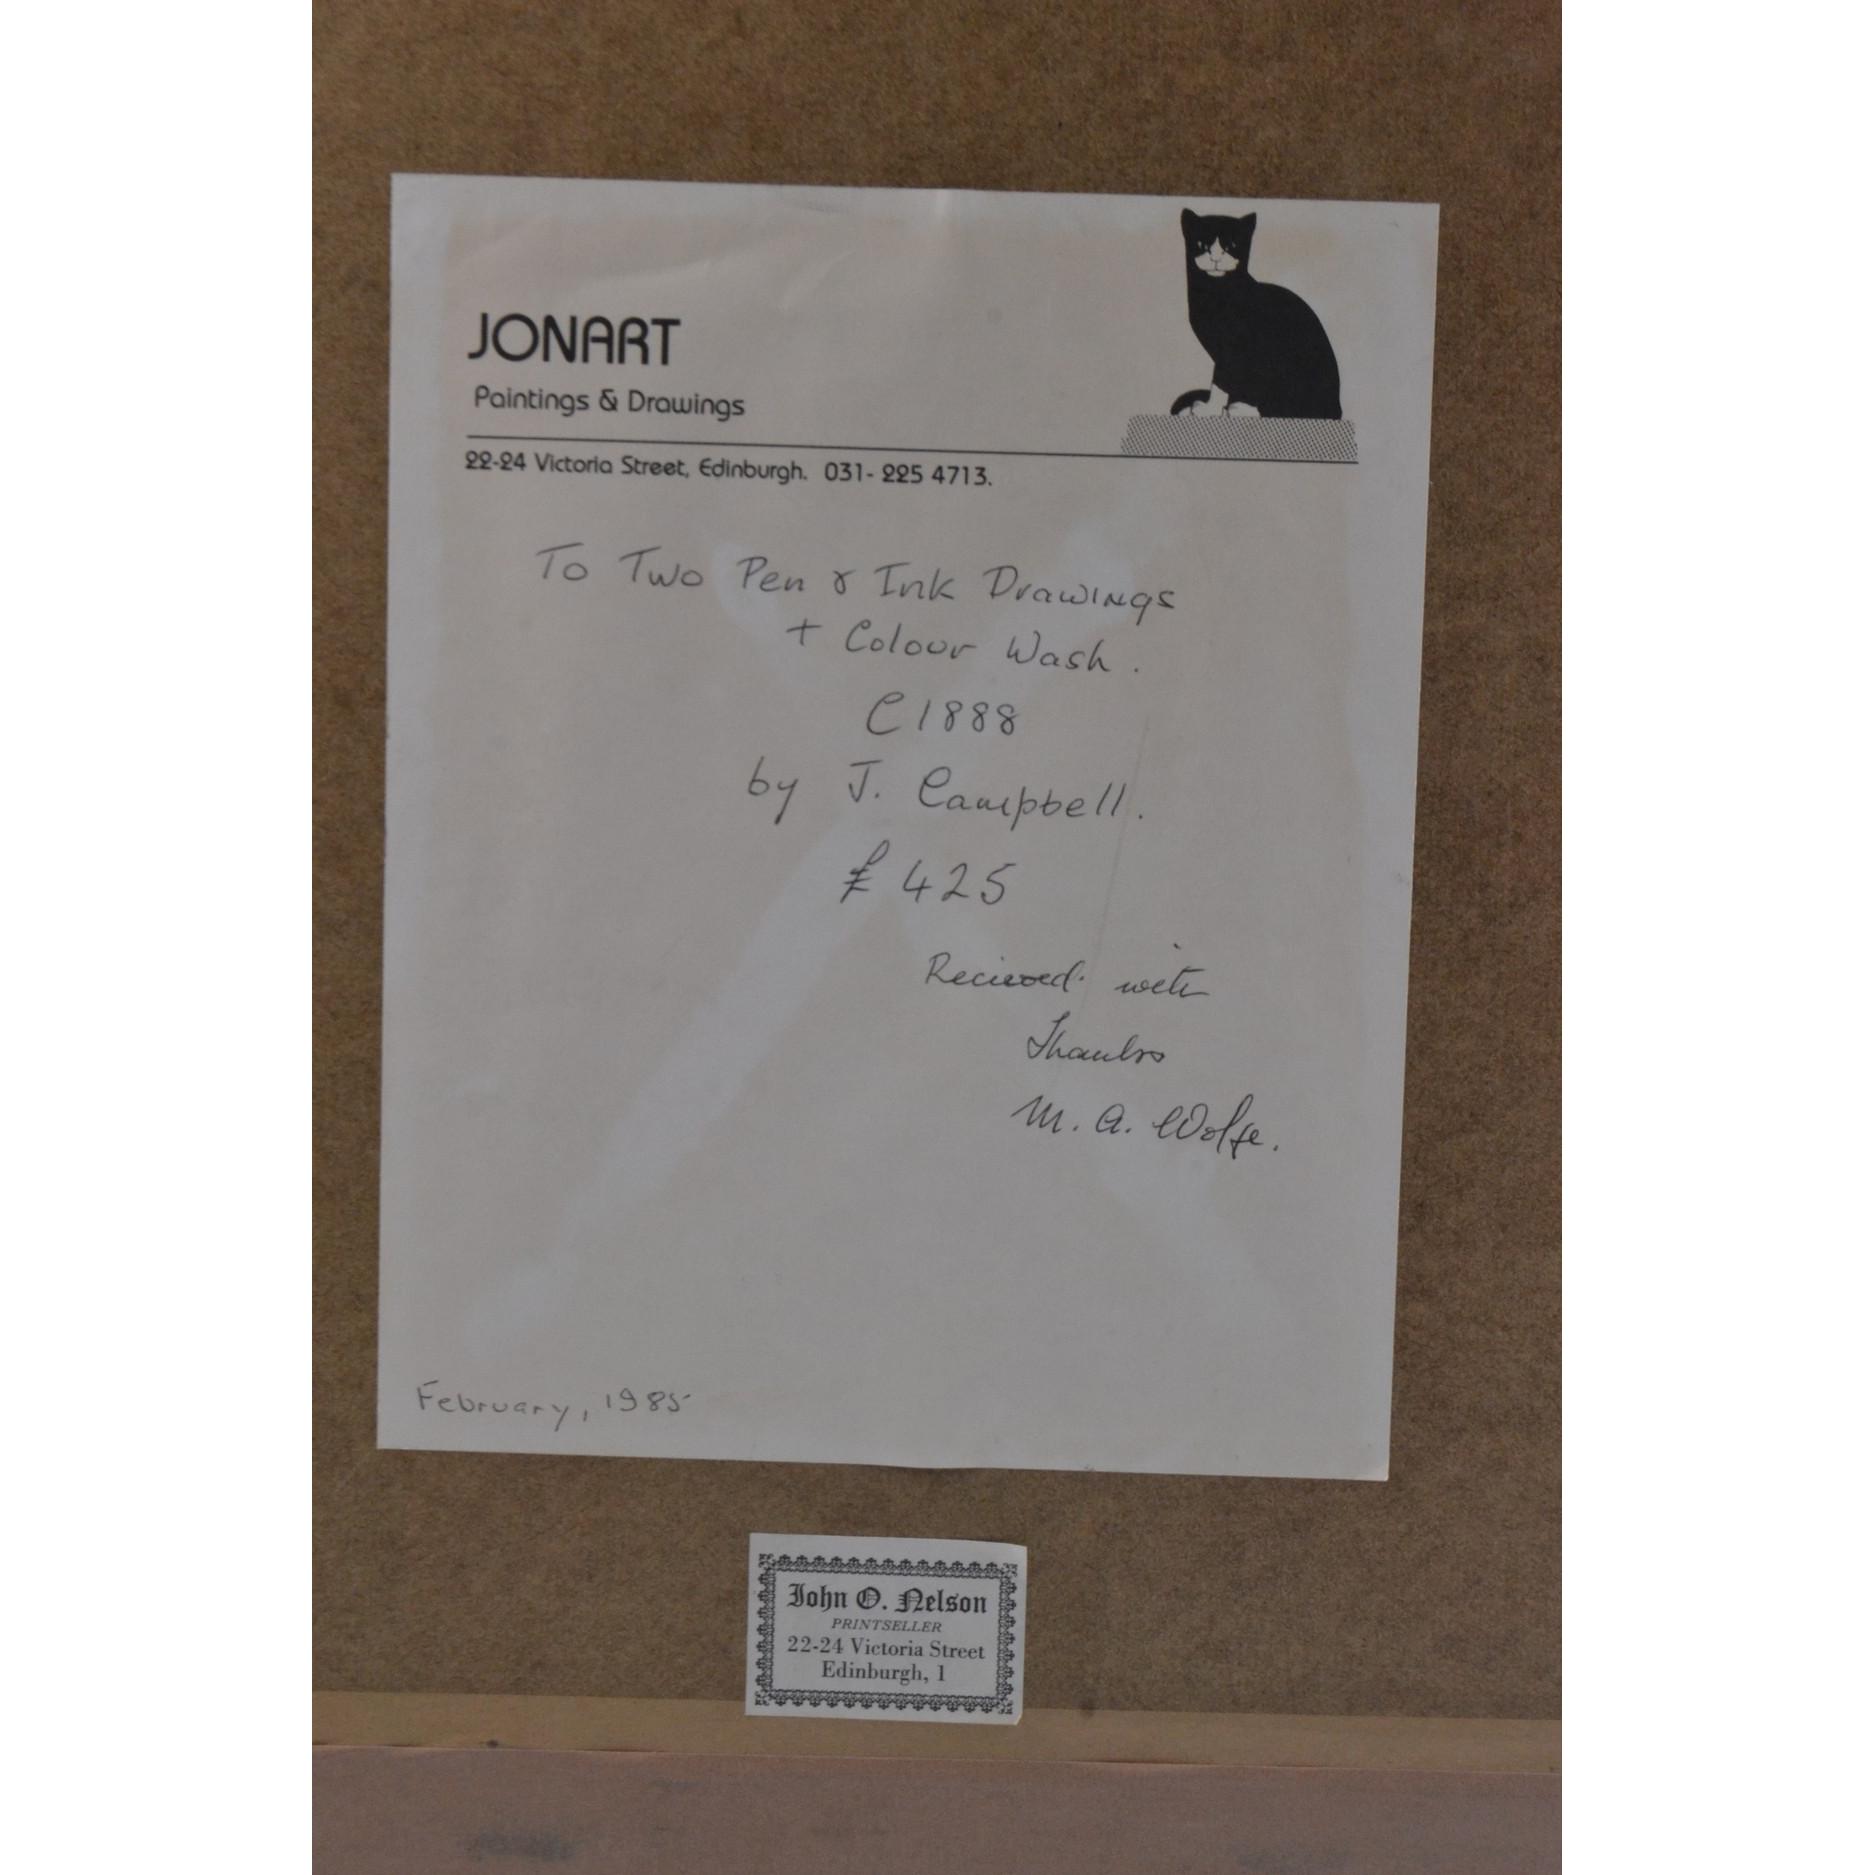 JONART
Paintings & Drawings
22-24 Victoria Street, Edinburgh. 031-225 4713.
To Two Pen & Ink Drawings
+ Colour Wash.
C1888
by J. Campbell.
£425
Recieved with
Thanks
M. A. Wolfe.
February, 1985
John O. Nelson
PRINTSELLER
22-24 Victoria Street
Edinburgh, 1